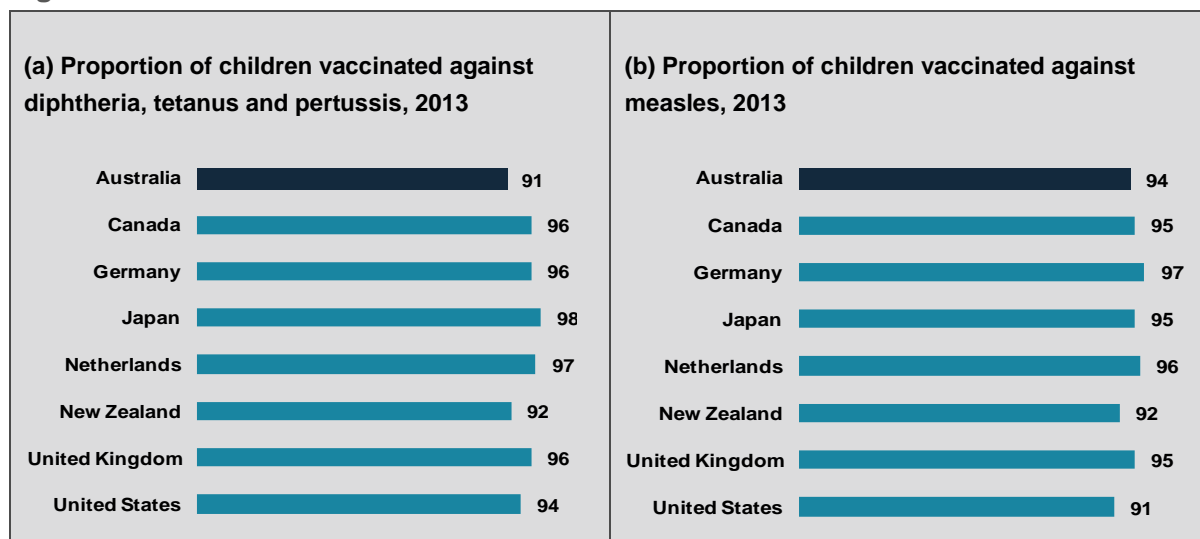 (a) Proportion of children vaccinated against
diphtheria, tetanus and pertussis, 2013
Australia 91
Canada 96
Germany 96
Japan 98
Netherlands 97
New Zealand 92
United Kingdom 96
United States 94
(b) Proportion of children vaccinated against
measles, 2013
Australia 94
Canada 95
Germany 97
Japan 95
Netherlands 96
New Zealand 92
United Kingdom 95
United States 91